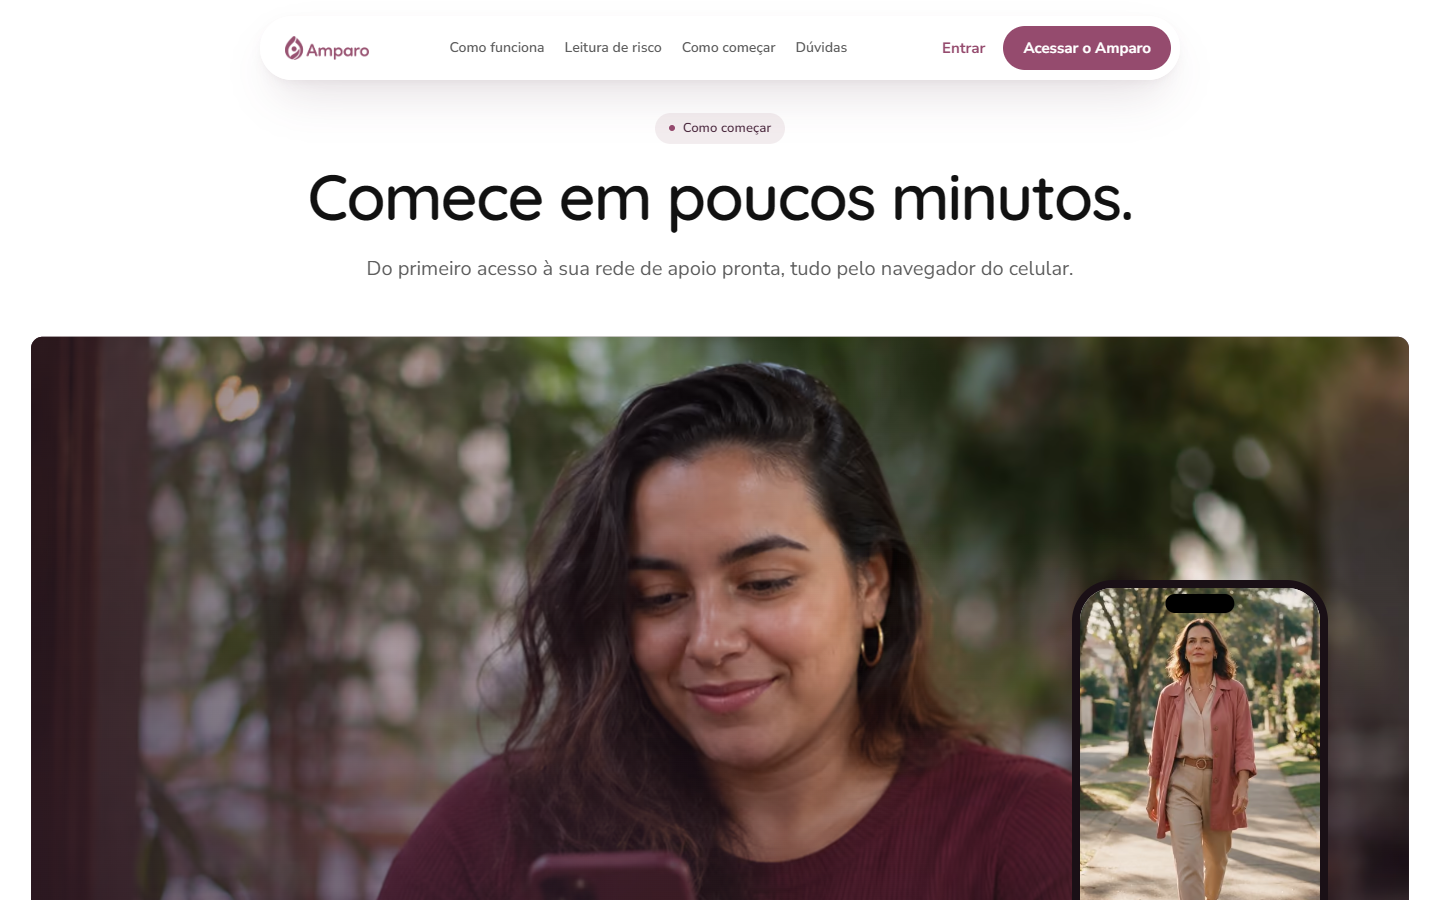 Amparo
Como funciona
Leitura de risco
Como começar
Dúvidas
Entrar
Acessar o Amparo
Como começar
Comece em poucos minutos.
Do primeiro acesso à sua rede de apoio pronta, tudo pelo navegador do celular.